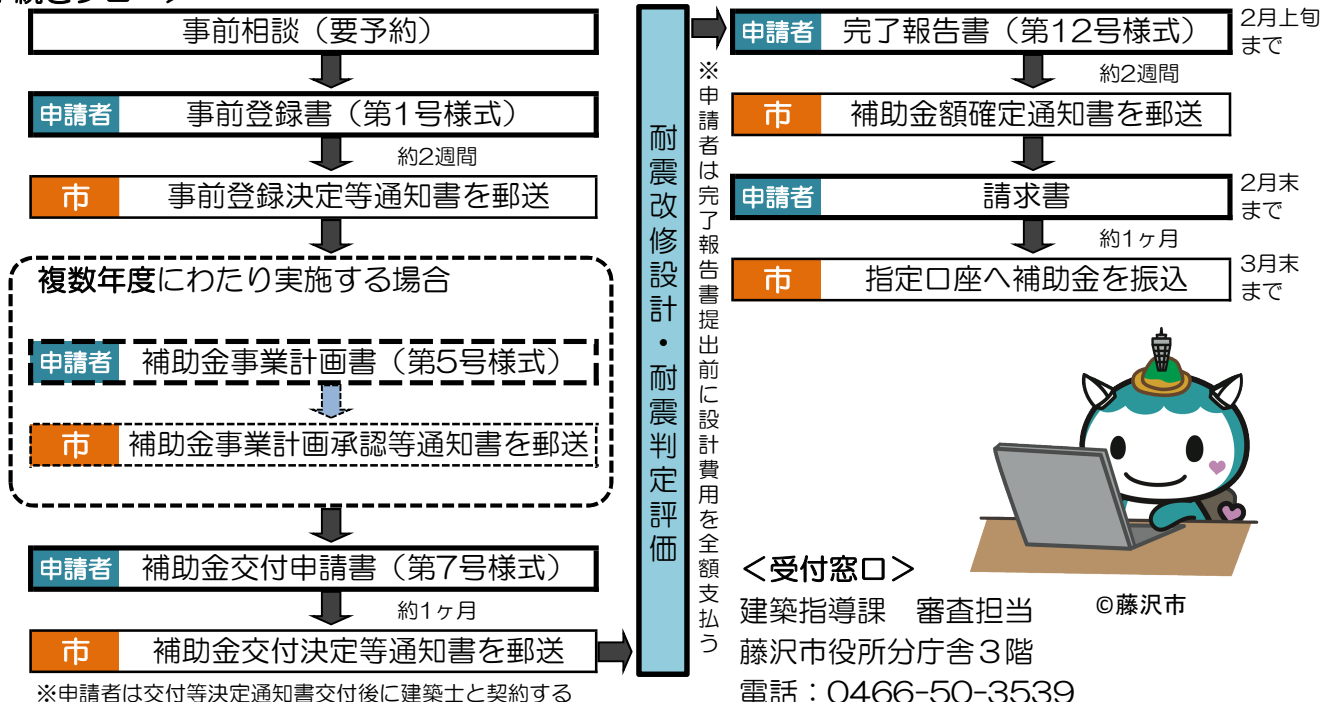 事前相談（要予約）
申請者 事前登録書（第1号様式）
約2週間
市 事前登録決定等通知書を郵送
複数年度にわたり実施する場合
申請者 補助金事業計画書（第5号様式）
市 補助金事業計画承認等通知書を郵送
申請者 補助金交付申請書（第7号様式）
約1ヶ月
市 補助金交付決定等通知書を郵送
※申請者は交付等決定通知書交付後に建築士と契約する
耐震改修設計・耐震判定評価
※申請者は完了報告書提出前に設計費用を全額支払う
申請者 完了報告書（第12号様式）
2月上旬
まで
約2週間
市 補助金額確定通知書を郵送
申請者 請求書
2月末
まで
約1ヶ月
市 指定口座へ補助金を振込
3月末
まで
©藤沢市
＜受付窓口＞
建築指導課　審査担当
藤沢市役所分庁舎３階
電話：0466-50-3539